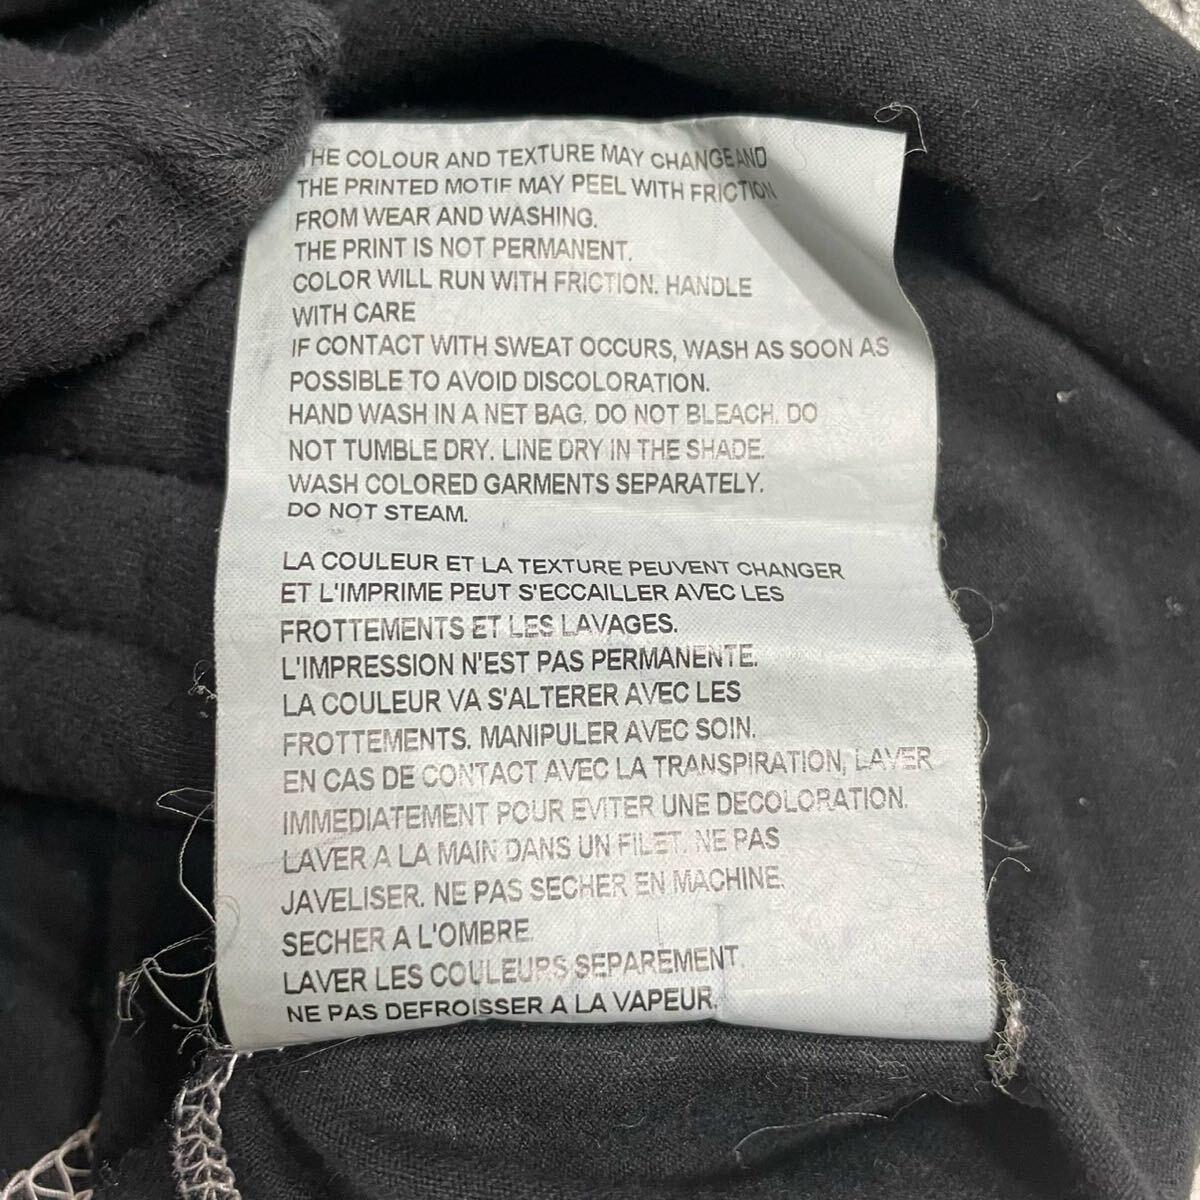 THE COLOUR AND TEXTURE MAY CHANGE AND
THE PRINTED MOTIF MAY PEEL WITH FRICTION
FROM WEAR AND WASHING.
THE PRINT IS NOT PERMANENT.
COLOR WILL RUN WITH FRICTION. HANDLE
WITH CARE
IF CONTACT WITH SWEAT OCCURS, WASH AS SOON AS
POSSIBLE TO AVOID DISCOLORATION.
HAND WASH IN A NET BAG. DO NOT BLEACH. DO
NOT TUMBLE DRY. LINE DRY IN THE SHADE.
WASH COLORED GARMENTS SEPARATELY.
DO NOT STEAM.
LA COULEUR ET LA TEXTURE PEUVENT CHANGER
ET L'IMPRIME PEUT S'ECCAILLER AVEC LES
FROTTEMENTS ET LES LAVAGES.
L'IMPRESSION N'EST PAS PERMANENTE.
LA COULEUR VA S'ALTERER AVEC LES
FROTTEMENTS. MANIPULER AVEC SOIN.
EN CAS DE CONTACT AVEC LA TRANSPIRATION, LAVER
IMMEDIATEMENT POUR EVITER UNE DECOLORATION.
LAVER A LA MAIN DANS UN FILET. NE PAS
JAVELISER. NE PAS SECHER EN MACHINE.
SECHER A L'OMBRE.
LAVER LES COULEURS SEPAREMENT.
NE PAS DEFROISSER A LA VAPEUR.